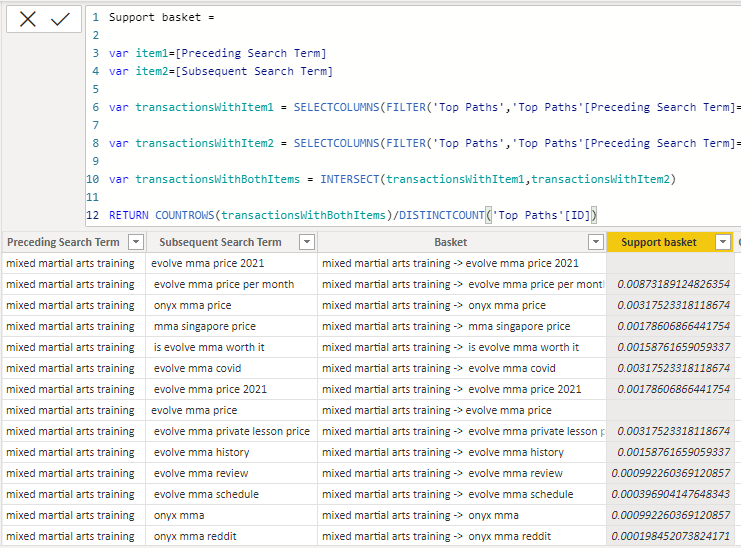 1 Support basket =
2
3 var item1=[Preceding Search Term]
4 var item2=[Subsequent Search Term]
5
6 var transactionsWithItem1 = SELECTCOLUMNS(FILTER('Top Paths','Top Paths'[Preceding Search Term]=
7
8 var transactionsWithItem2 = SELECTCOLUMNS(FILTER('Top Paths','Top Paths'[Preceding Search Term]=
9
10 var transactionsWithBothItems = INTERSECT(transactionsWithItem1,transactionsWithItem2)
11
12 RETURN COUNTROWS(transactionsWithBothItems)/DISTINCTCOUNT('Top Paths'[ID])
Preceding Search Term Subsequent Search Term Basket Support basket
mixed martial arts training evolve mma price 2021 mixed martial arts training -> evolve mma price 2021
mixed martial arts training evolve mma price per month mixed martial arts training -> evolve mma price per mont 0.00873189124826354
mixed martial arts training onyx mma price mixed martial arts training -> onyx mma price 0.00317523318118674
mixed martial arts training mma singapore price mixed martial arts training -> mma singapore price 0.00178606866441754
mixed martial arts training is evolve mma worth it mixed martial arts training -> is evolve mma worth it 0.00158761659059337
mixed martial arts training evolve mma covid mixed martial arts training -> evolve mma covid 0.00317523318118674
mixed martial arts training evolve mma price 2021 mixed martial arts training -> evolve mma price 2021 0.00178606866441754
mixed martial arts training evolve mma price mixed martial arts training -> evolve mma price
mixed martial arts training evolve mma private lesson price mixed martial arts training -> evolve mma private lesson p 0.00317523318118674
mixed martial arts training evolve mma history mixed martial arts training -> evolve mma history 0.00158761659059337
mixed martial arts training evolve mma review mixed martial arts training -> evolve mma review 0.000992260369120857
mixed martial arts training evolve mma schedule mixed martial arts training -> evolve mma schedule 0.000396904147648343
mixed martial arts training onyx mma mixed martial arts training -> onyx mma 0.000992260369120857
mixed martial arts training onyx mma reddit mixed martial arts training -> onyx mma reddit 0.000198452073824171